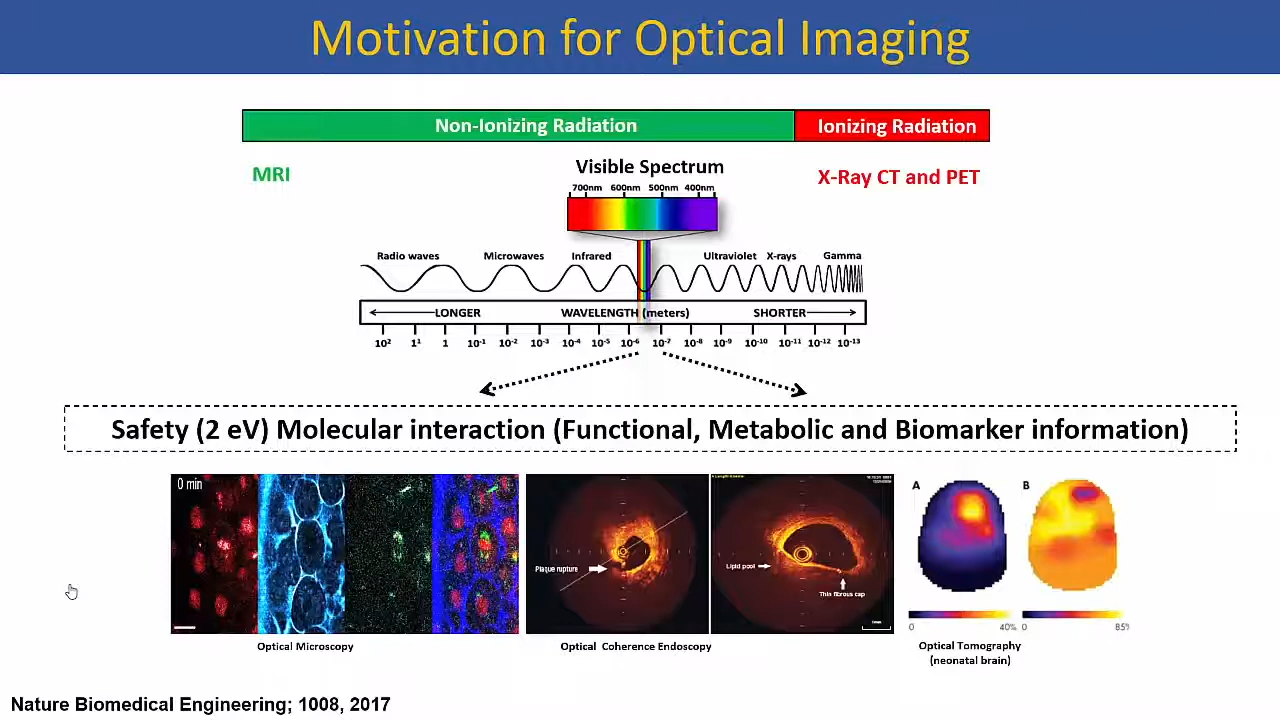 Motivation for Optical Imaging
Non-Ionizing Radiation
Ionizing Radiation
MRI
Visible Spectrum
X-Ray CT and PET
700nm 600nm 500nm 400nm
Radio waves Microwaves Infrared Ultraviolet X-rays Gamma
LONGER WAVELENGTH (meters) SHORTER
10² 1¹ 1 10⁻¹ 10⁻² 10⁻³ 10⁻⁴ 10⁻⁵ 10⁻⁶ 10⁻⁷ 10⁻⁸ 10⁻⁹ 10⁻¹⁰ 10⁻¹¹ 10⁻¹² 10⁻¹³
Safety (2 eV) Molecular interaction (Functional, Metabolic and Biomarker information)
0 min
Plaque rupture
Lipid pool
Thin fibrous cap
A
B
0 40%
0 85%
Optical Microscopy
Optical Coherence Endoscopy
Optical Tomography
(neonatal brain)
Nature Biomedical Engineering; 1008, 2017